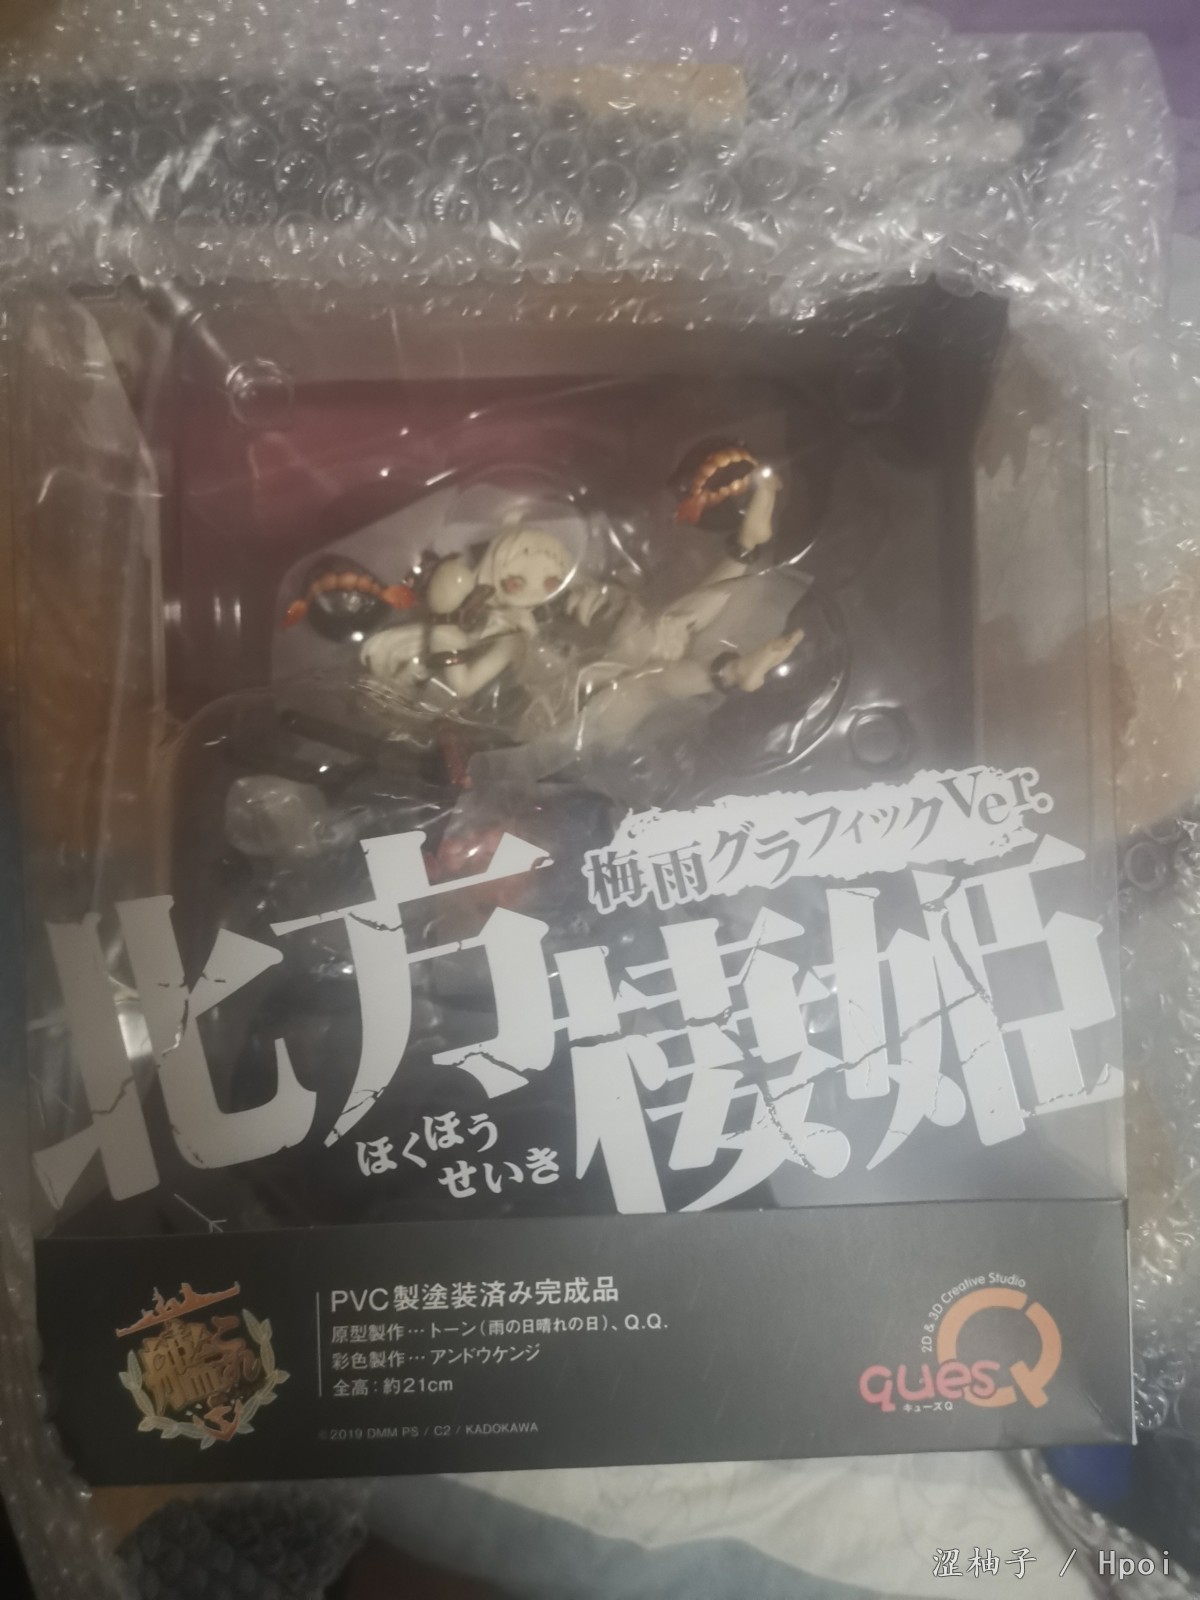 梅雨グラフィックVer.
北方棲姫
ほくほう
せいき
艦これ
PVC製塗装済み完成品
原型製作…トーン(雨の日晴れの日)、Q.Q.
彩色製作…アンドウケンジ
全高:約21cm
©2019 DMM PS / C2 / KADOKAWA
2D & 3D Creative Studio
quesQ
キューズQ
涩柚子 / Hpoi